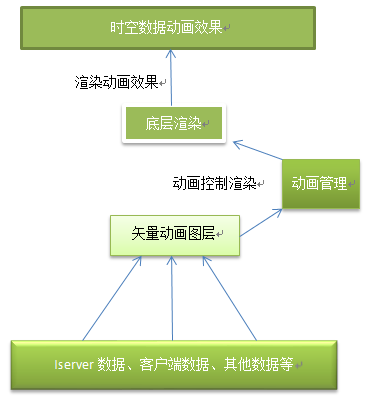 时空数据动画效果
渲染动画效果
底层渲染
动画控制渲染
动画管理
矢量动画图层
Iserver 数据、客户端数据、其他数据等